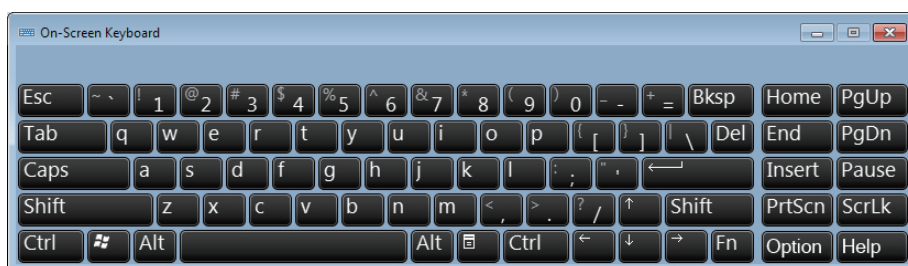 On-Screen Keyboard
Esc ~ ` ! 1 @ 2 # 3 $ 4 % 5 ^ 6 & 7 * 8 ( 9 ) 0 - - + = Bksp Home PgUp
Tab q w e r t y u i o p { [ } ] | \ Del End PgDn
Caps a s d f g h j k l : ; " ' Insert Pause
Shift z x c v b n m < , > . ? / ↑ Shift PrtScn ScrLk
Ctrl Alt Alt Ctrl ← ↓ → Fn Option Help